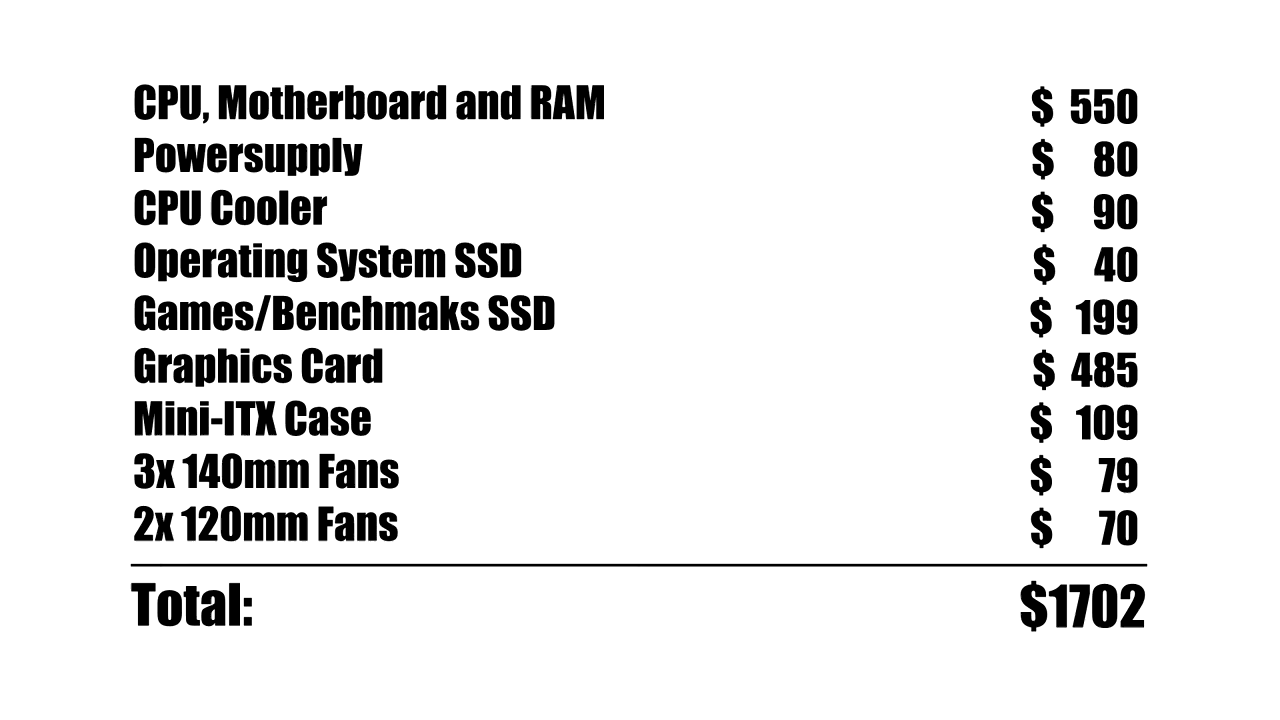 CPU, Motherboard and RAM $ 550
Powersupply $ 80
CPU Cooler $ 90
Operating System SSD $ 40
Games/Benchmaks SSD $ 199
Graphics Card $ 485
Mini-ITX Case $ 109
3x 140mm Fans $ 79
2x 120mm Fans $ 70
Total: $1702